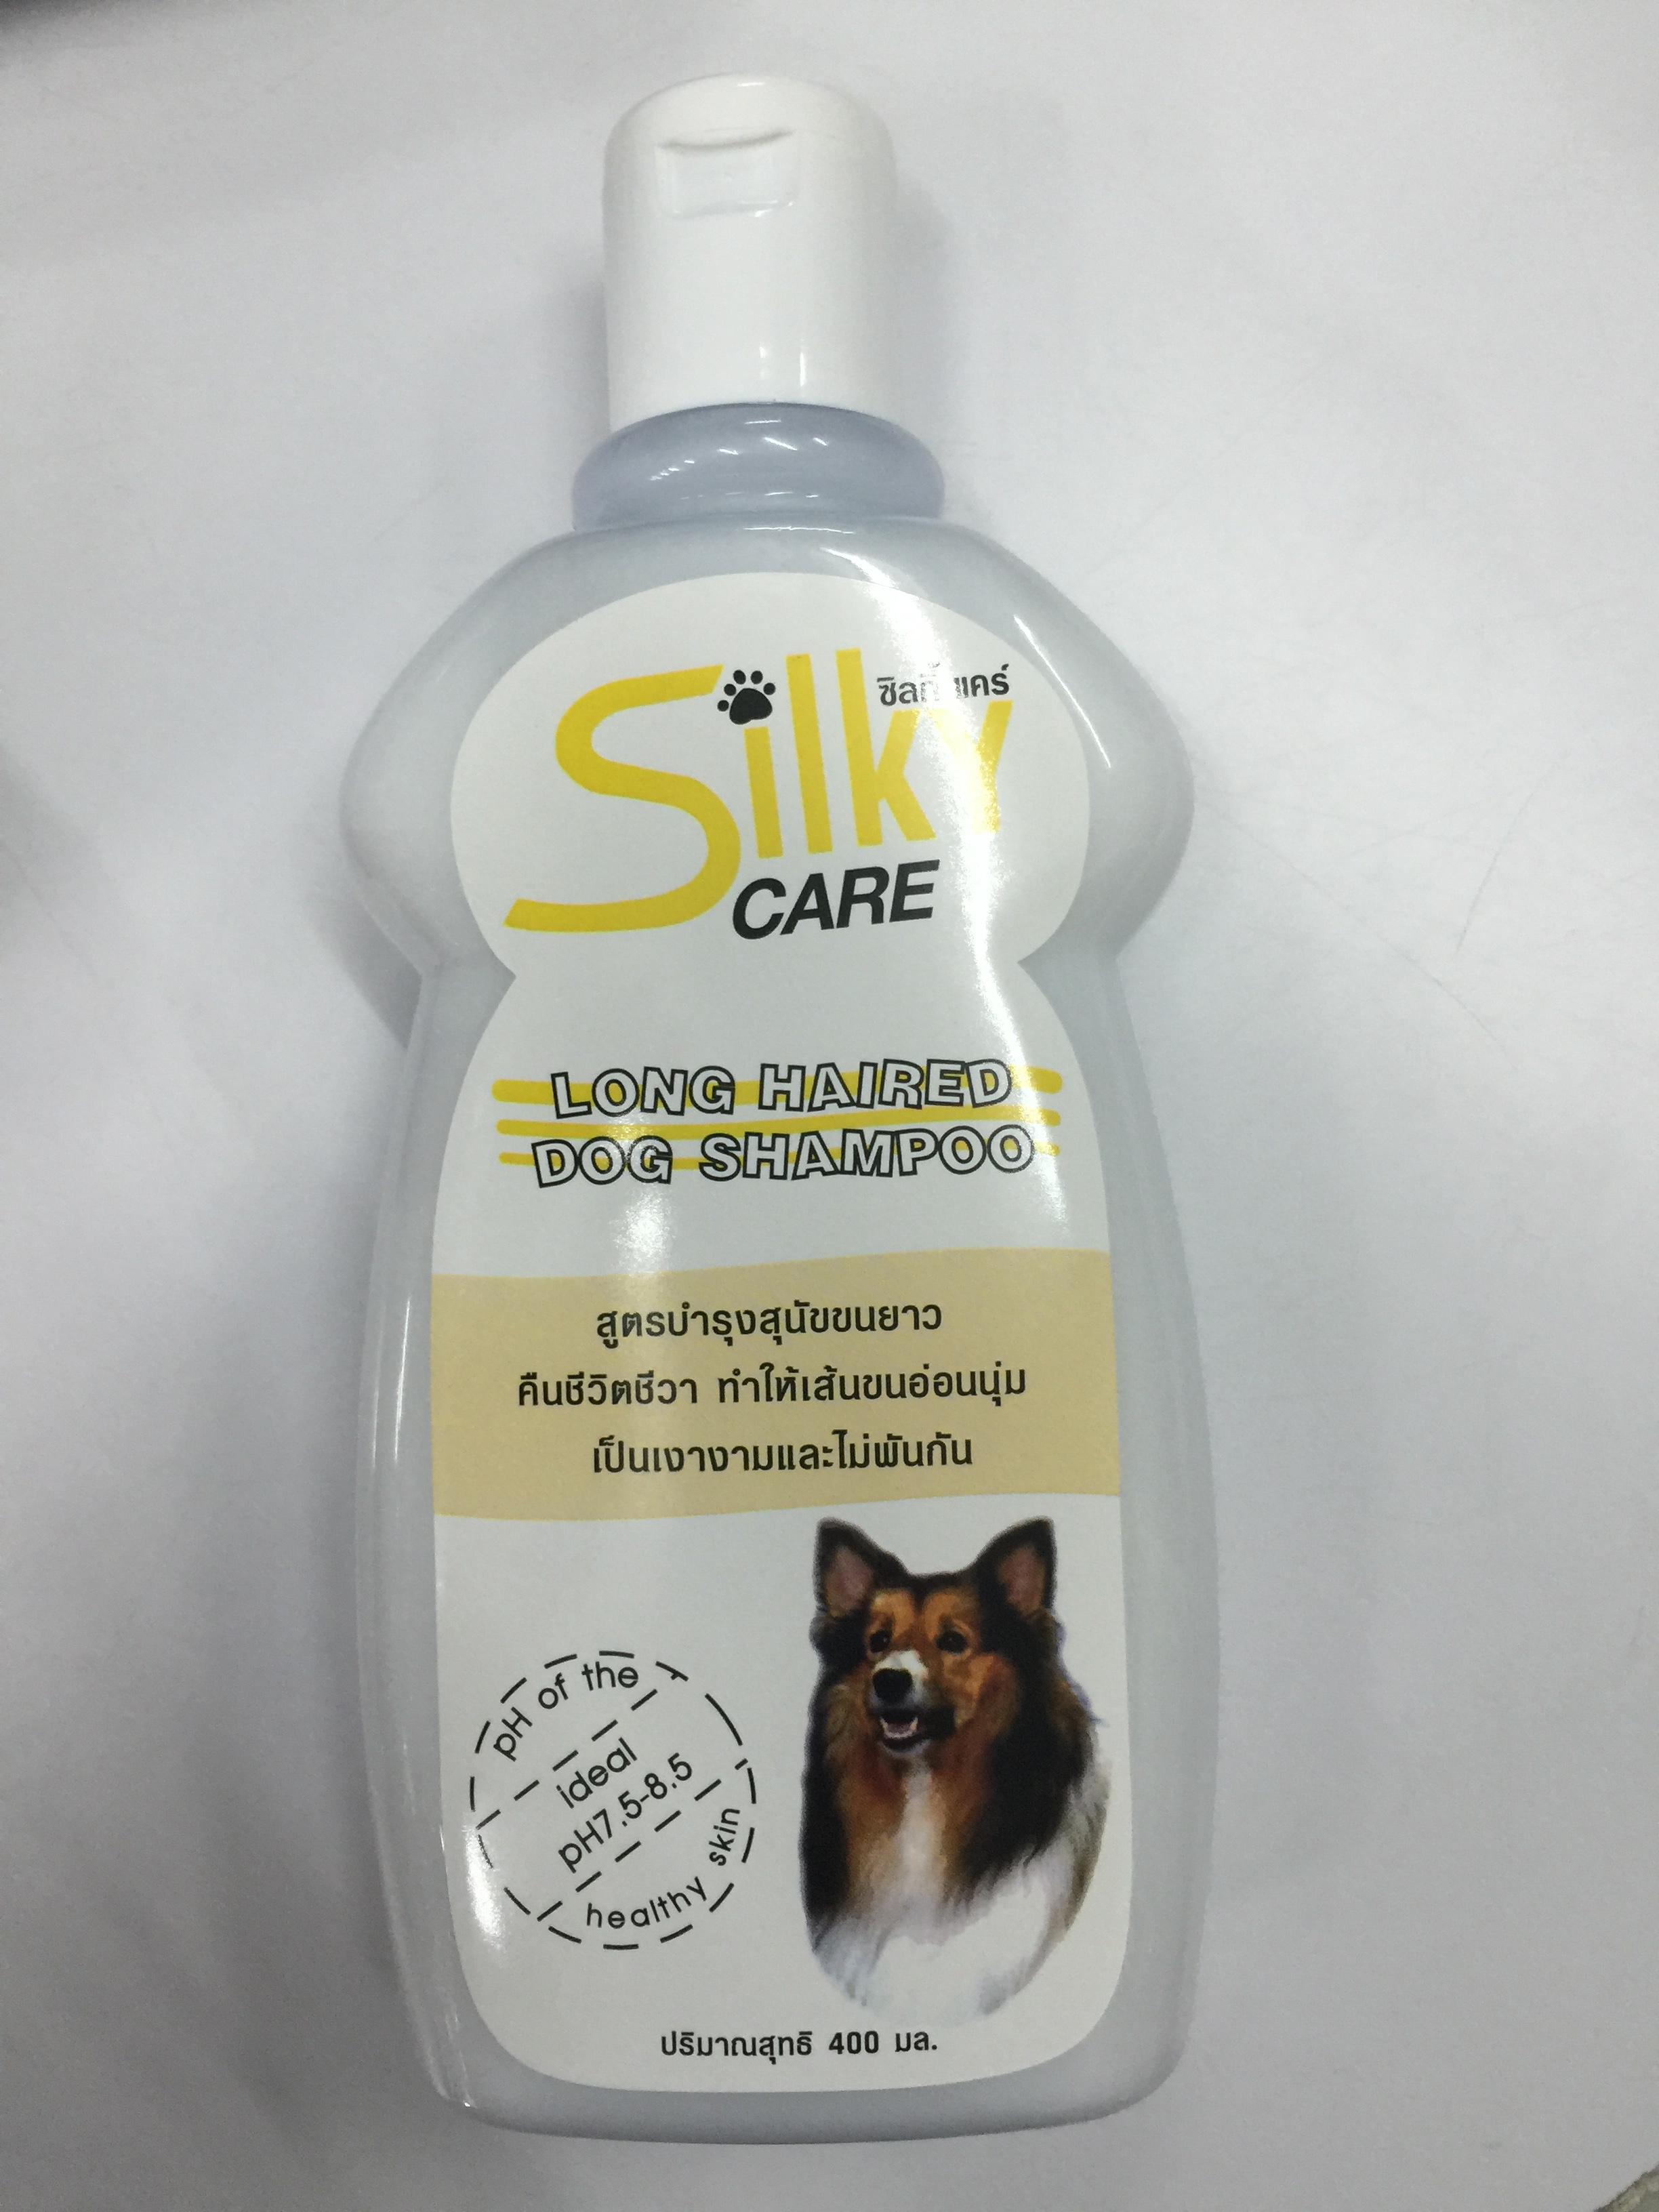 Silky
ซิลกี้ แคร์
CARE
LONG HAIRED
DOG SHAMPOO
สูตรบำรุงสุนัขขนยาว
คืนชีวิตชีวา ทำให้เส้นขนอ่อนนุ่ม
เป็นเงางามและไม่พันกัน
pH of the
ideal
pH7.5-8.5
healthy skin
ปริมาณสุทธิ 400 มล.